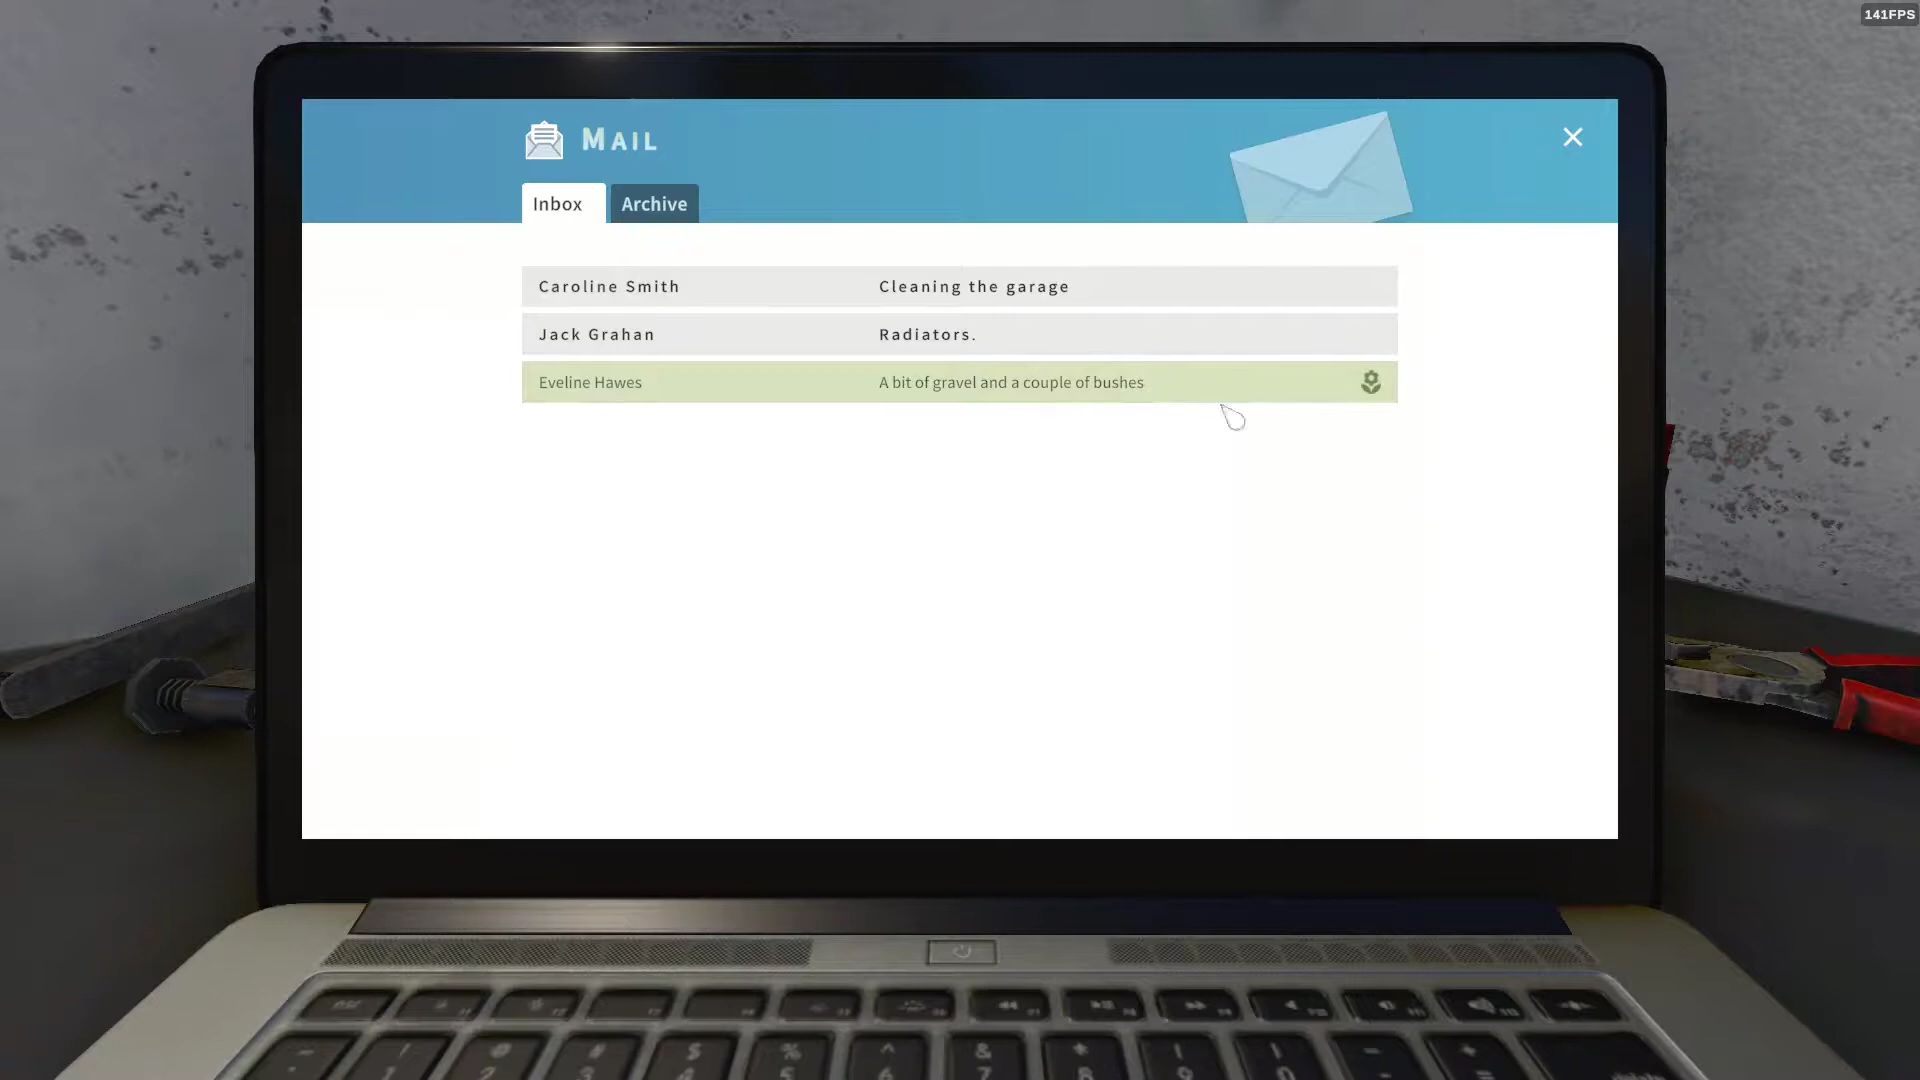 141FPS
MAIL
Inbox
Archive
Caroline Smith
Cleaning the garage
Jack Grahan
Radiators.
Eveline Hawes
A bit of gravel and a couple of bushes